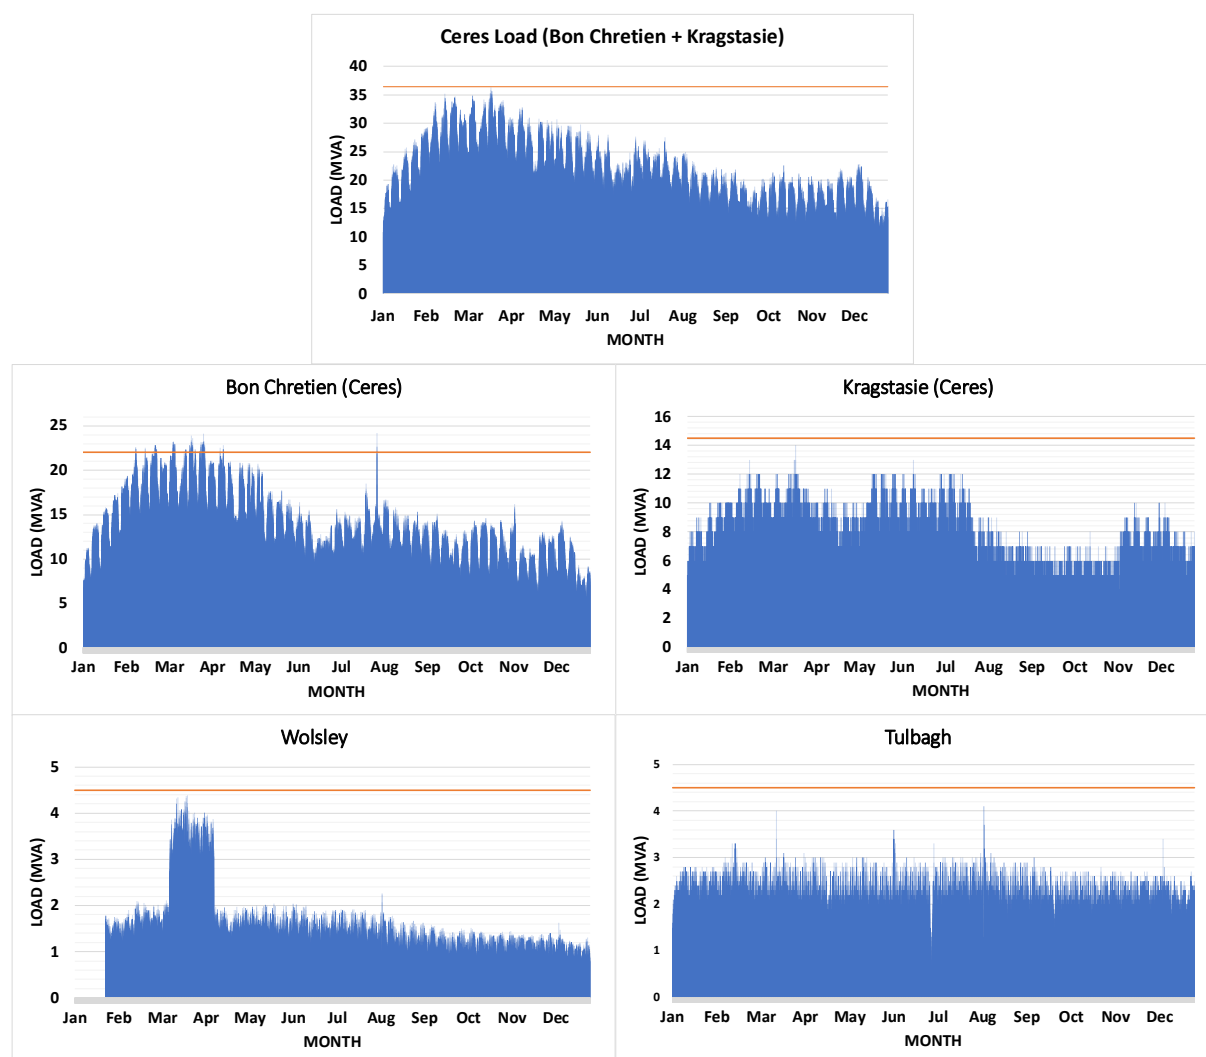 Ceres Load (Bon Chretien + Kragstasie)
40
35
30
25
20
15
10
5
0
LOAD (MVA)
Jan Feb Mar Apr May Jun Jul Aug Sep Oct Nov Dec
MONTH
Bon Chretien (Ceres)
25
20
15
10
5
0
LOAD (MVA)
Jan Feb Mar Apr May Jun Jul Aug Sep Oct Nov Dec
MONTH
Kragstasie (Ceres)
16
14
12
10
8
6
4
2
0
LOAD (MVA)
Jan Feb Mar Apr May Jun Jul Aug Sep Oct Nov Dec
MONTH
Wolsley
5
4
3
2
1
0
LOAD (MVA)
Jan Feb Mar Apr May Jun Jul Aug Sep Oct Nov Dec
MONTH
Tulbagh
5
4
3
2
1
0
LOAD (MVA)
Jan Feb Mar Apr May Jun Jul Aug Sep Oct Nov Dec
MONTH